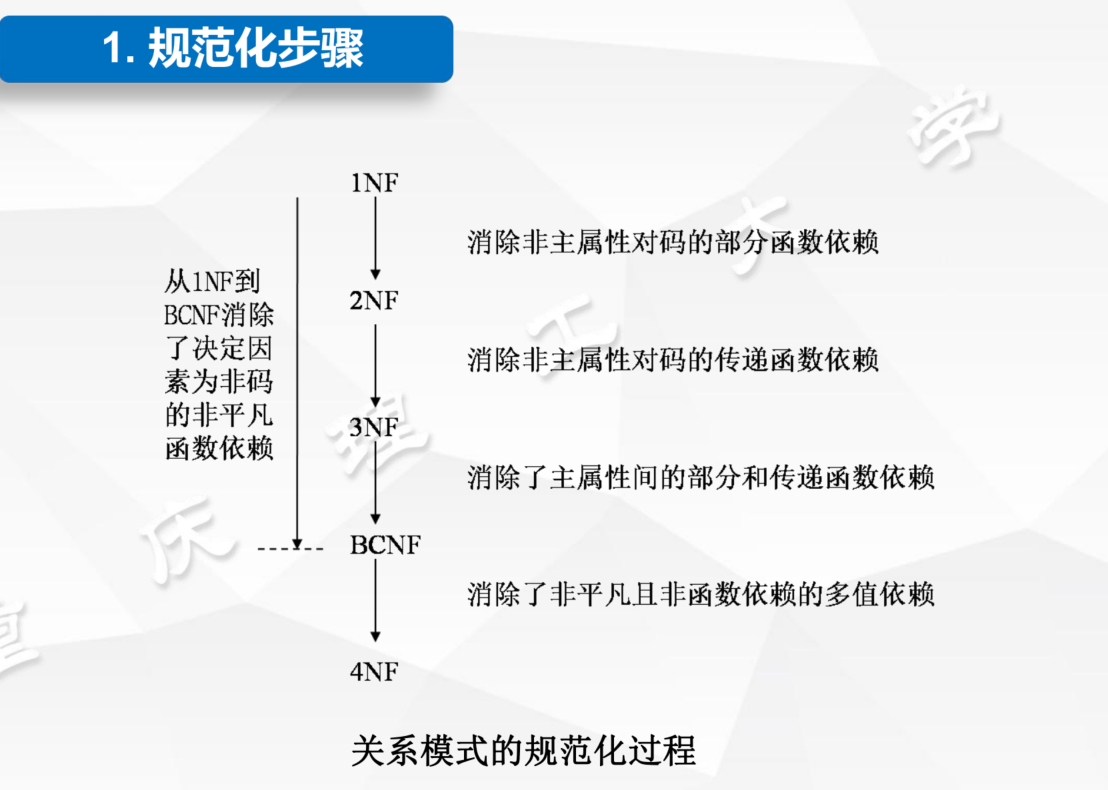 1. 规范化步骤
1NF
消除非主属性对码的部分函数依赖
从1NF到
BCNF消除
了决定因
素为非码
的非平凡
函数依赖
2NF
消除非主属性对码的传递函数依赖
3NF
消除了主属性间的部分和传递函数依赖
BCNF
消除了非平凡且非函数依赖的多值依赖
4NF
关系模式的规范化过程
重庆理工大学